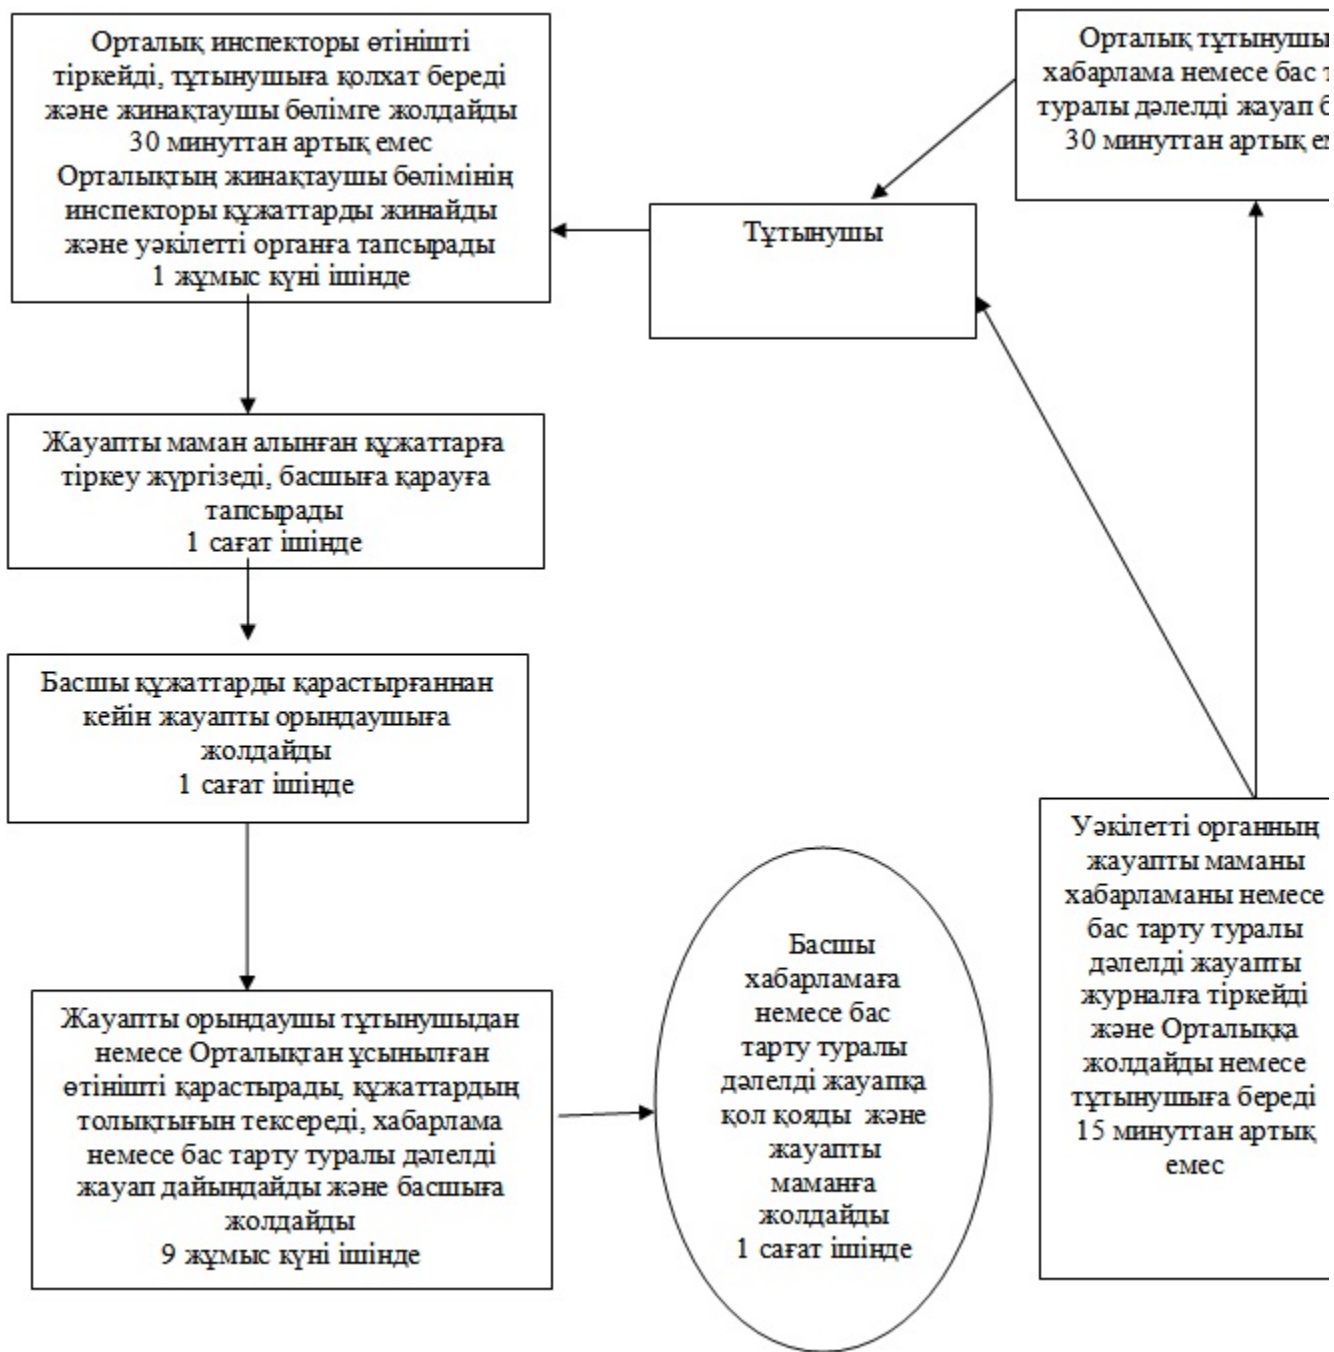 Орталық инспекторы өтінішті
тіркейді, тұтынушыға қолхат береді
және жинақтаушы бөлімге жолдайды
30 минуттан артық емес
Орталықтың жинақтаушы бөлімінің
инспекторы құжаттарды жинайды
және уәкілетті органға тапсырады
1 жұмыс күні ішінде
Тұтынушы
Орталық тұтынушы
хабарлама немесе бас
туралы дәлелді жауап
30 минуттан артық
Жауапты маман алынған құжаттарға
тіркеу жүргізеді, басшыға қарауға
тапсырады
1 сағат ішінде
Басшы құжаттарды қарастырғаннан
кейін жауапты орындаушыға
жолдайды
1 сағат ішінде
Жауапты орындаушы тұтынушыдан
немесе Орталықтан ұсынылған
өтінішті қарастырады, құжаттардың
толықтығын тексереді, хабарлама
немесе бас тарту туралы дәлелді
жауап дайындайды және басшыға
жолдайды
9 жұмыс күні ішінде
Басшы
хабарламаға
немесе бас
тарту туралы
дәлелді жауапқа
қол қояды және
жауапты
маманға
жолдайды
1 сағат ішінде
Уәкілетті органның
жауапты маманы
хабарламаны немесе
бас тарту туралы
дәлелді жауапты
журналға тіркейді
және Орталыққа
жолдайды немесе
тұтынушыға береді
15 минуттан артық
емес